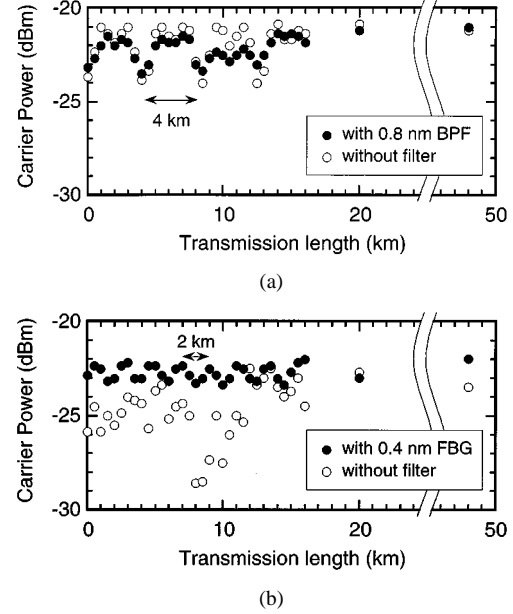 -20
-23
-25
-30
Carrier Power (dBm)
4 km
with 0.8 nm BPF
without filter
0
10
20
50
Transmission length (km)
(a)
-20
-23
-25
-30
Carrier Power (dBm)
2 km
with 0.4 nm FBG
without filter
0
10
20
50
Transmission length (km)
(b)